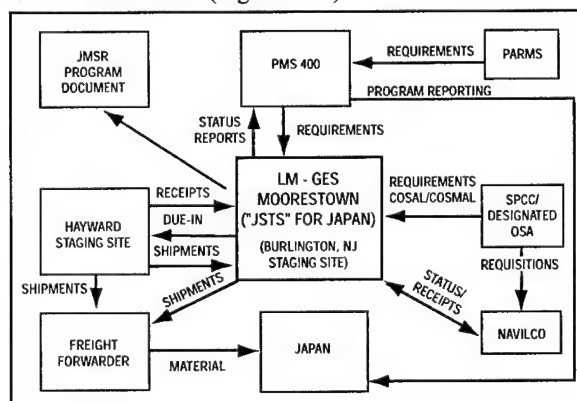 JMSR
PROGRAM
DOCUMENT
PMS 400
REQUIREMENTS
PARMS
PROGRAM REPORTING
STATUS
REPORTS
REQUIREMENTS
LM - GES
MOORESTOWN
("JSTS" FOR JAPAN)
(BURLINGTON, NJ
STAGING SITE)
RECEIPTS
DUE-IN
SHIPMENTS
HAYWARD
STAGING SITE
REQUIREMENTS
COSAL/COSMAL
SPCC/
DESIGNATED
OSA
REQUISITIONS
SHIPMENTS
SHIPMENTS
STATUS/
RECEIPTS
NAVILCO
FREIGHT
FORWARDER
MATERIAL
JAPAN